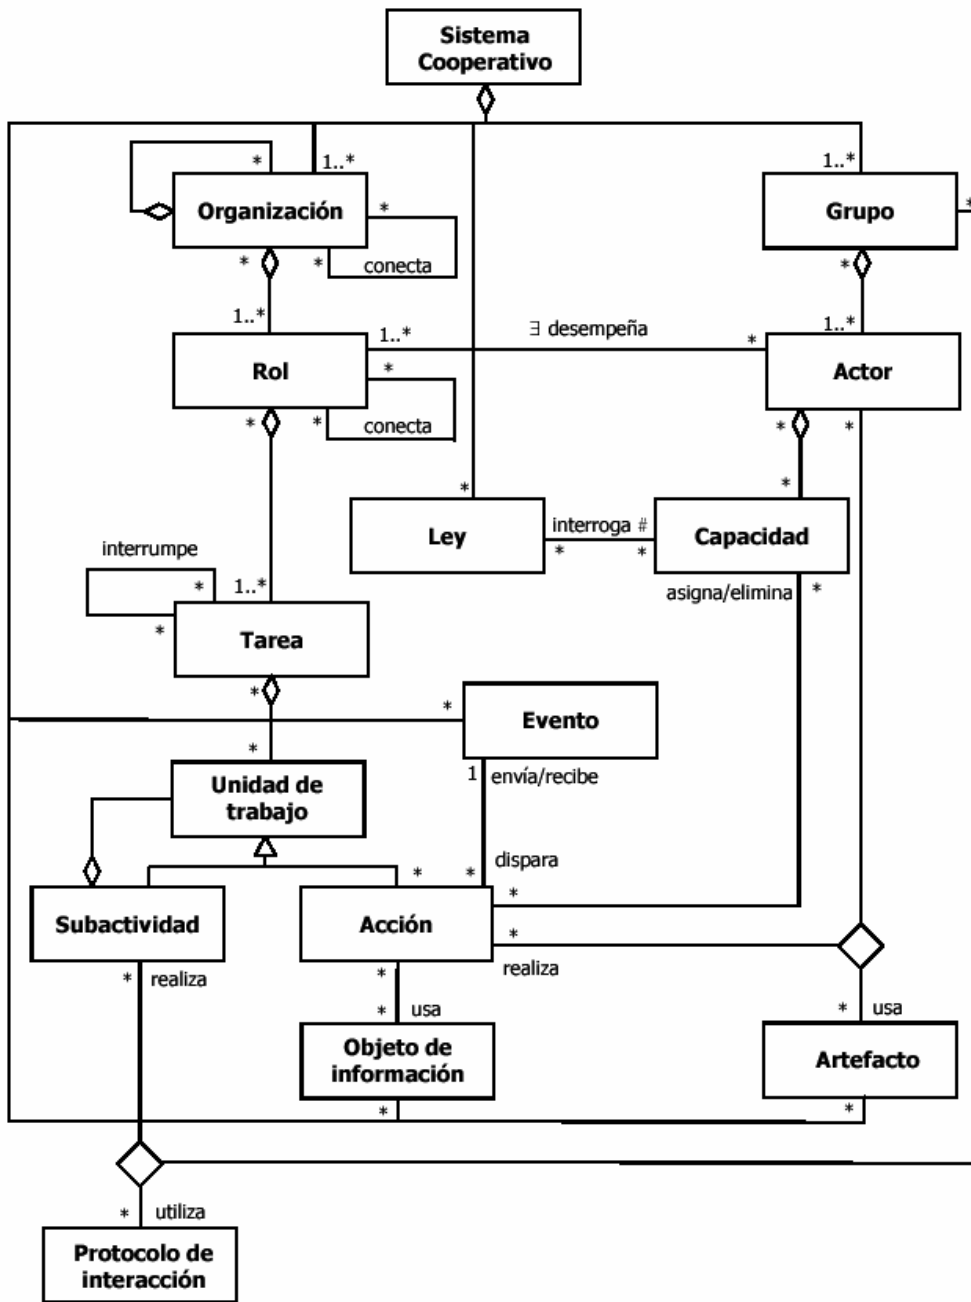 Sistema
Cooperativo
* 1..* 1..*
Organización
Grupo
* *
* * conecta *
1..* 1..* ∃ desempeña * 1..*
Rol
Actor
*
* * conecta * *
* *
Ley
interroga #
* *
Capacidad
interrumpe
asigna/elimina *
* 1..*
*
Tarea
* *
Evento
*
1 envía/recibe
Unidad de
trabajo
dispara
* * *
Subactividad
Acción
* realiza * * realiza
* usa * usa
Objeto de
información
Artefacto
* *
* utiliza
Protocolo de
interacción